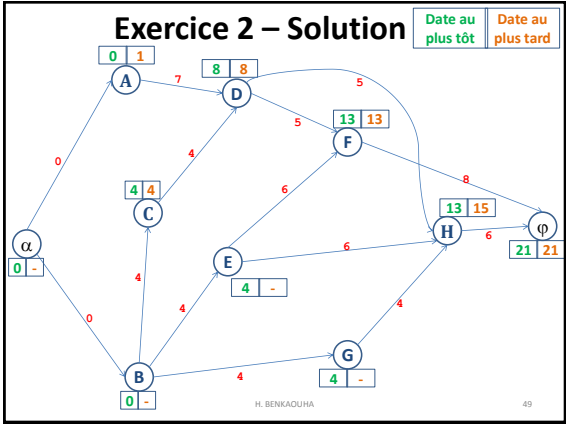 Exercice 2 – Solution
Date au plus tôt
Date au plus tard
0 1
A
7
8 8
D
5
5
13 13
F
0
4
4 4
C
6
8
13 15
H
6
φ
21 21
α
0 -
4
E
4 -
6
4
0
4
G
4 -
4
B
0 -
H. BENKAOUHA
49